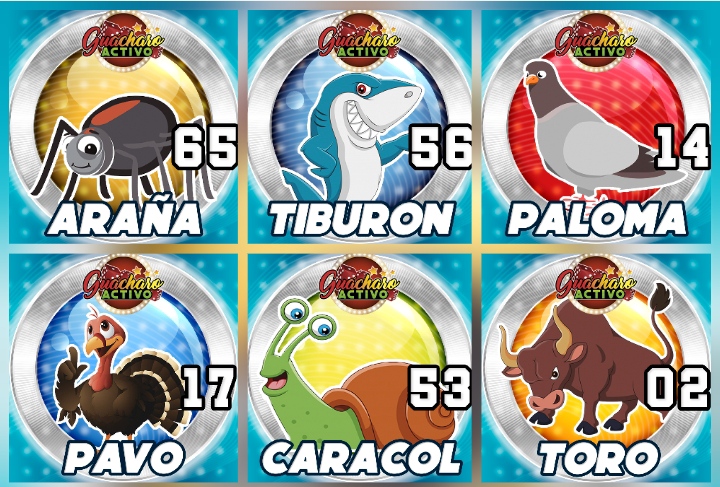 Guácharo
ACTIVO
65
ARAÑA
Guácharo
ACTIVO
56
TIBURON
Guácharo
ACTIVO
14
PALOMA
Guácharo
ACTIVO
17
PAVO
Guácharo
ACTIVO
53
CARACOL
Guácharo
ACTIVO
02
TORO